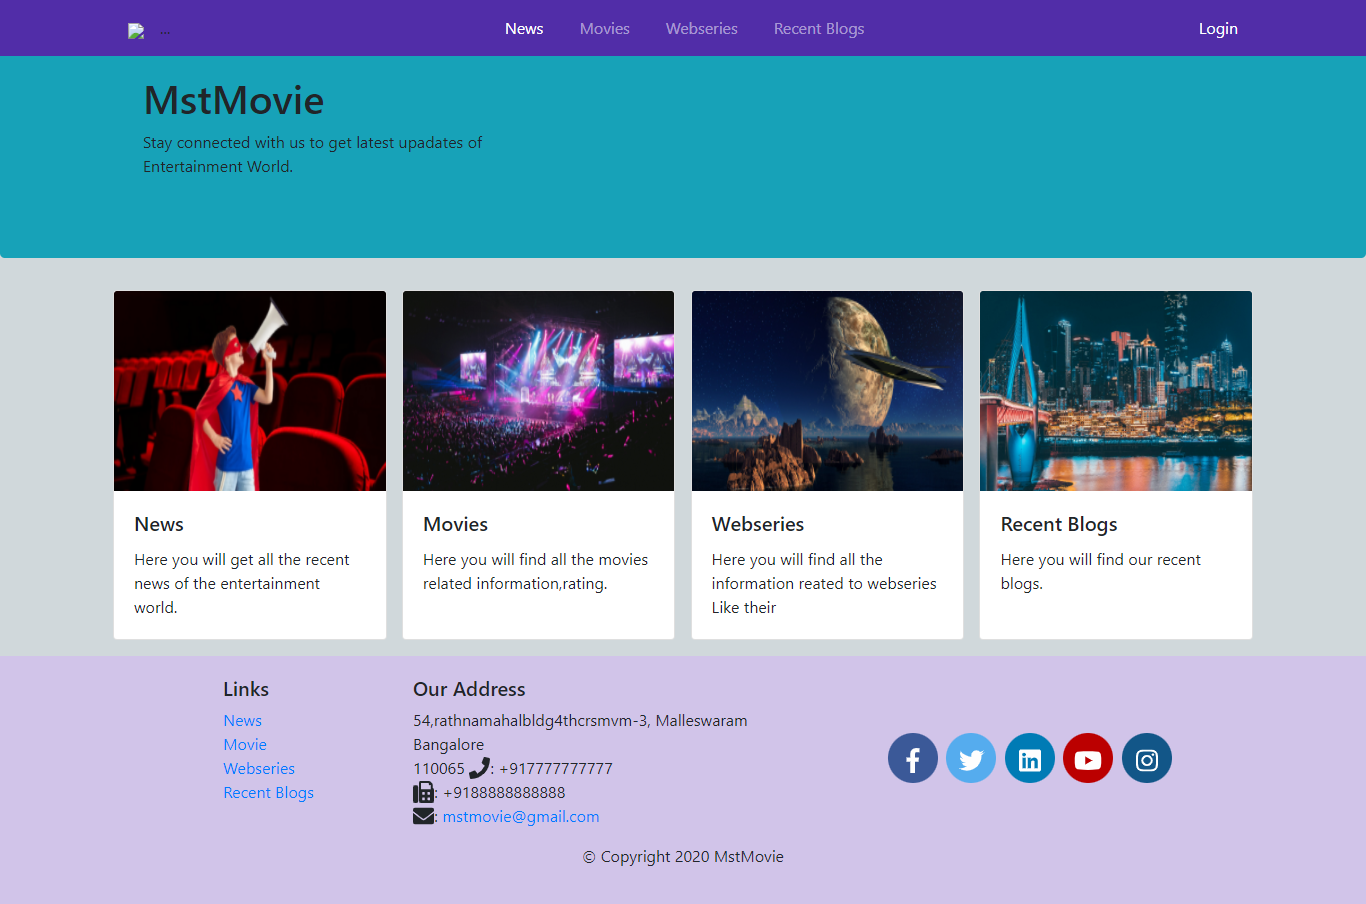 ...
News
Movies
Webseries
Recent Blogs
Login
MstMovie
Stay connected with us to get latest upadates of
Entertainment World.
News
Here you will get all the recent
news of the entertainment
world.
Movies
Here you will find all the movies
related information,rating.
Webseries
Here you will find all the
information reated to webseries
Like their
Recent Blogs
Here you will find our recent
blogs.
Links
News
Movie
Webseries
Recent Blogs
Our Address
54,rathnamahalbldg4thcrsmvm-3, Malleswaram
Bangalore
110065 : +917777777777
: +9188888888888
: mstmovie@gmail.com
© Copyright 2020 MstMovie